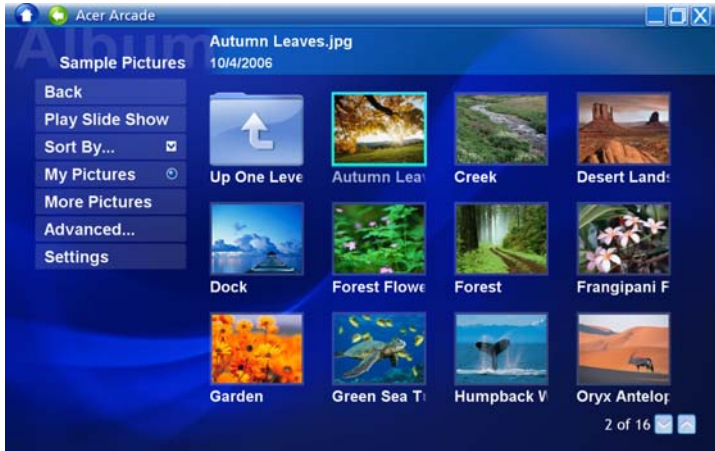 Acer Arcade
Album
Sample Pictures
Autumn Leaves.jpg
10/4/2006
Back
Play Slide Show
Sort By...
My Pictures
More Pictures
Advanced...
Settings
Up One Leve
Autumn Leav
Creek
Desert Lands
Dock
Forest Flowe
Forest
Frangipani F
Garden
Green Sea T
Humpback W
Oryx Antelop
2 of 16